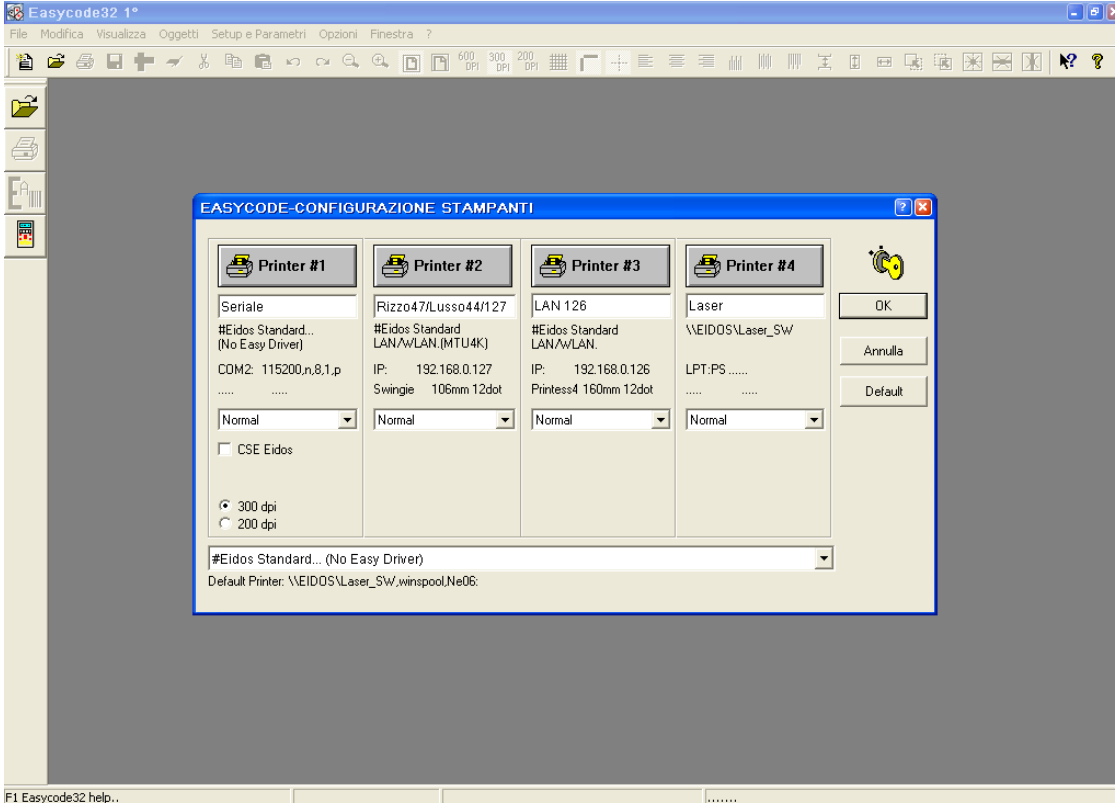 Easycode32 1°
File Modifica Visualizza Oggetti Setup e Parametri Opzioni Finestra ?
600 DPI 300 DPI 200 DPI
EASYCODE-CONFIGURAZIONE STAMPANTI
Printer #1
Seriale
#Eidos Standard...
(No Easy Driver)
COM2: 115200,n,8,1,p
..... .....
Normal
CSE Eidos
300 dpi
200 dpi
Printer #2
Rizzo47/Lusso44/127
#Eidos Standard
LAN/WLAN.(MTU4K)
IP: 192.168.0.127
Swingie 106mm 12dot
Normal
Printer #3
LAN 126
#Eidos Standard
LAN/WLAN.
IP: 192.168.0.126
Printess4 160mm 12dot
Normal
Printer #4
Laser
\\EIDOS\Laser_SW
LPT:PS ......
..... .....
Normal
OK
Annulla
Default
#Eidos Standard... (No Easy Driver)
Default Printer: \\EIDOS\Laser_SW,winspool,Ne06:
F1 Easycode32 help..
.......